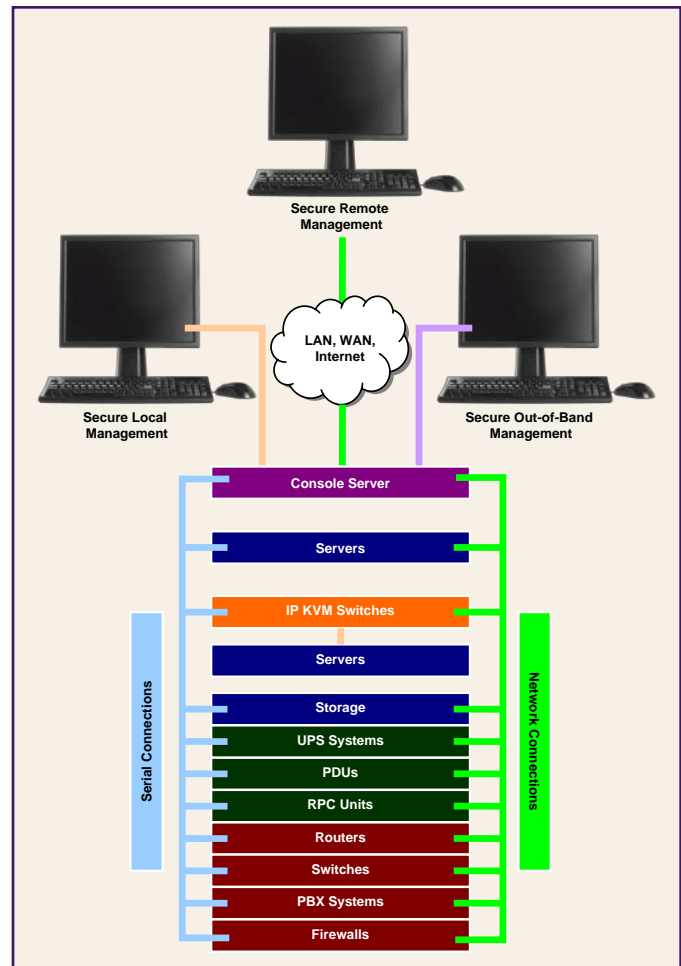 Secure Remote
Management
LAN, WAN,
Internet
Secure Local
Management
Secure Out-of-Band
Management
Console Server
Servers
IP KVM Switches
Servers
Serial Connections
Network Connections
Storage
UPS Systems
PDUs
RPC Units
Routers
Switches
PBX Systems
Firewalls